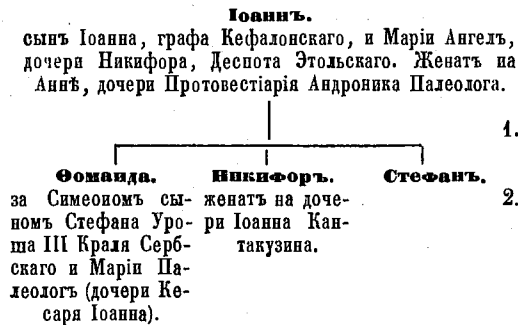 Іоаннъ.
сынъ Іоанна, графа Кефалонскаго, и Маріи Ангелъ,
дочери Никифора, Деспота Этольскаго. Женатъ на
Аннѣ, дочери Протовестіарія Андроника Палеолога.
1.
Ѳомаида.
за Симеономъ сы-
номъ Стефана Уро-
ша III Краля Серб-
скаго и Маріи Па-
леологъ (дочери Ке-
саря Іоанна).
Никифоръ.
женатъ на доче-
ри Іоанна Кан-
такузина.
Стефанъ.
2.